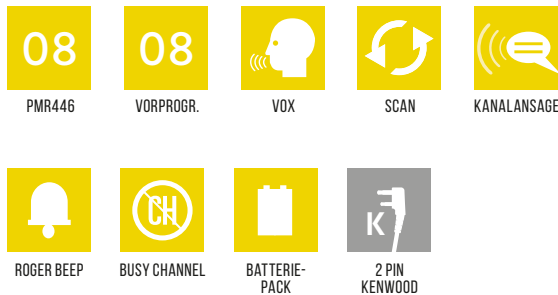 08
08
PMR446
VORPROGR.
VOX
SCAN
KANALANSAGE
CH
K
ROGER BEEP
BUSY CHANNEL
BATTERIE-
PACK
2 PIN
KENWOOD